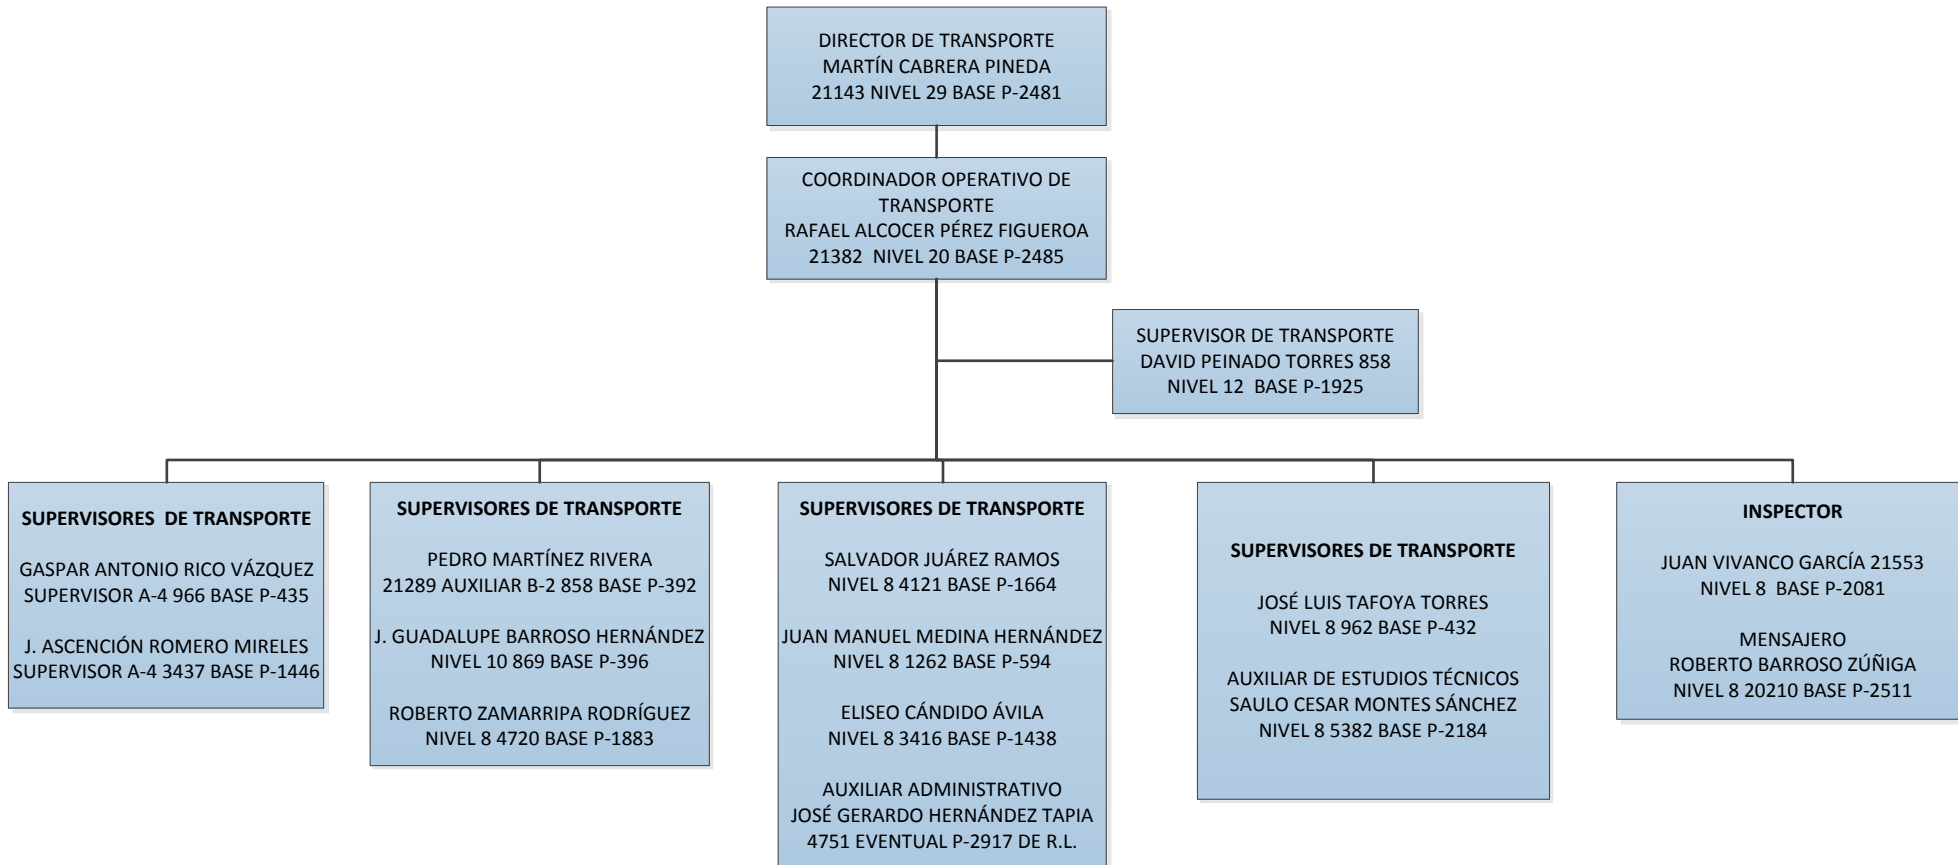 DIRECTOR DE TRANSPORTE
MARTÍN CABRERA PINEDA
21143 NIVEL 29 BASE P-2481
COORDINADOR OPERATIVO DE
TRANSPORTE
RAFAEL ALCOCER PÉREZ FIGUEROA
21382 NIVEL 20 BASE P-2485
SUPERVISOR DE TRANSPORTE
DAVID PEINADO TORRES 858
NIVEL 12 BASE P-1925
SUPERVISORES DE TRANSPORTE
GASPAR ANTONIO RICO VÁZQUEZ
SUPERVISOR A-4 966 BASE P-435
J. ASCENCIÓN ROMERO MIRELES
SUPERVISOR A-4 3437 BASE P-1446
SUPERVISORES DE TRANSPORTE
PEDRO MARTÍNEZ RIVERA
21289 AUXILIAR B-2 858 BASE P-392
J. GUADALUPE BARROSO HERNÁNDEZ
NIVEL 10 869 BASE P-396
ROBERTO ZAMARRIPA RODRÍGUEZ
NIVEL 8 4720 BASE P-1883
SUPERVISORES DE TRANSPORTE
SALVADOR JUÁREZ RAMOS
NIVEL 8 4121 BASE P-1664
JUAN MANUEL MEDINA HERNÁNDEZ
NIVEL 8 1262 BASE P-594
ELISEO CÁNDIDO ÁVILA
NIVEL 8 3416 BASE P-1438
AUXILIAR ADMINISTRATIVO
JOSÉ GERARDO HERNÁNDEZ TAPIA
4751 EVENTUAL P-2917 DE R.L.
SUPERVISORES DE TRANSPORTE
JOSÉ LUIS TAFOYA TORRES
NIVEL 8 962 BASE P-432
AUXILIAR DE ESTUDIOS TÉCNICOS
SAULO CESAR MONTES SÁNCHEZ
NIVEL 8 5382 BASE P-2184
INSPECTOR
JUAN VIVANCO GARCÍA 21553
NIVEL 8 BASE P-2081
MENSAJERO
ROBERTO BARROSO ZÚÑIGA
NIVEL 8 20210 BASE P-2511